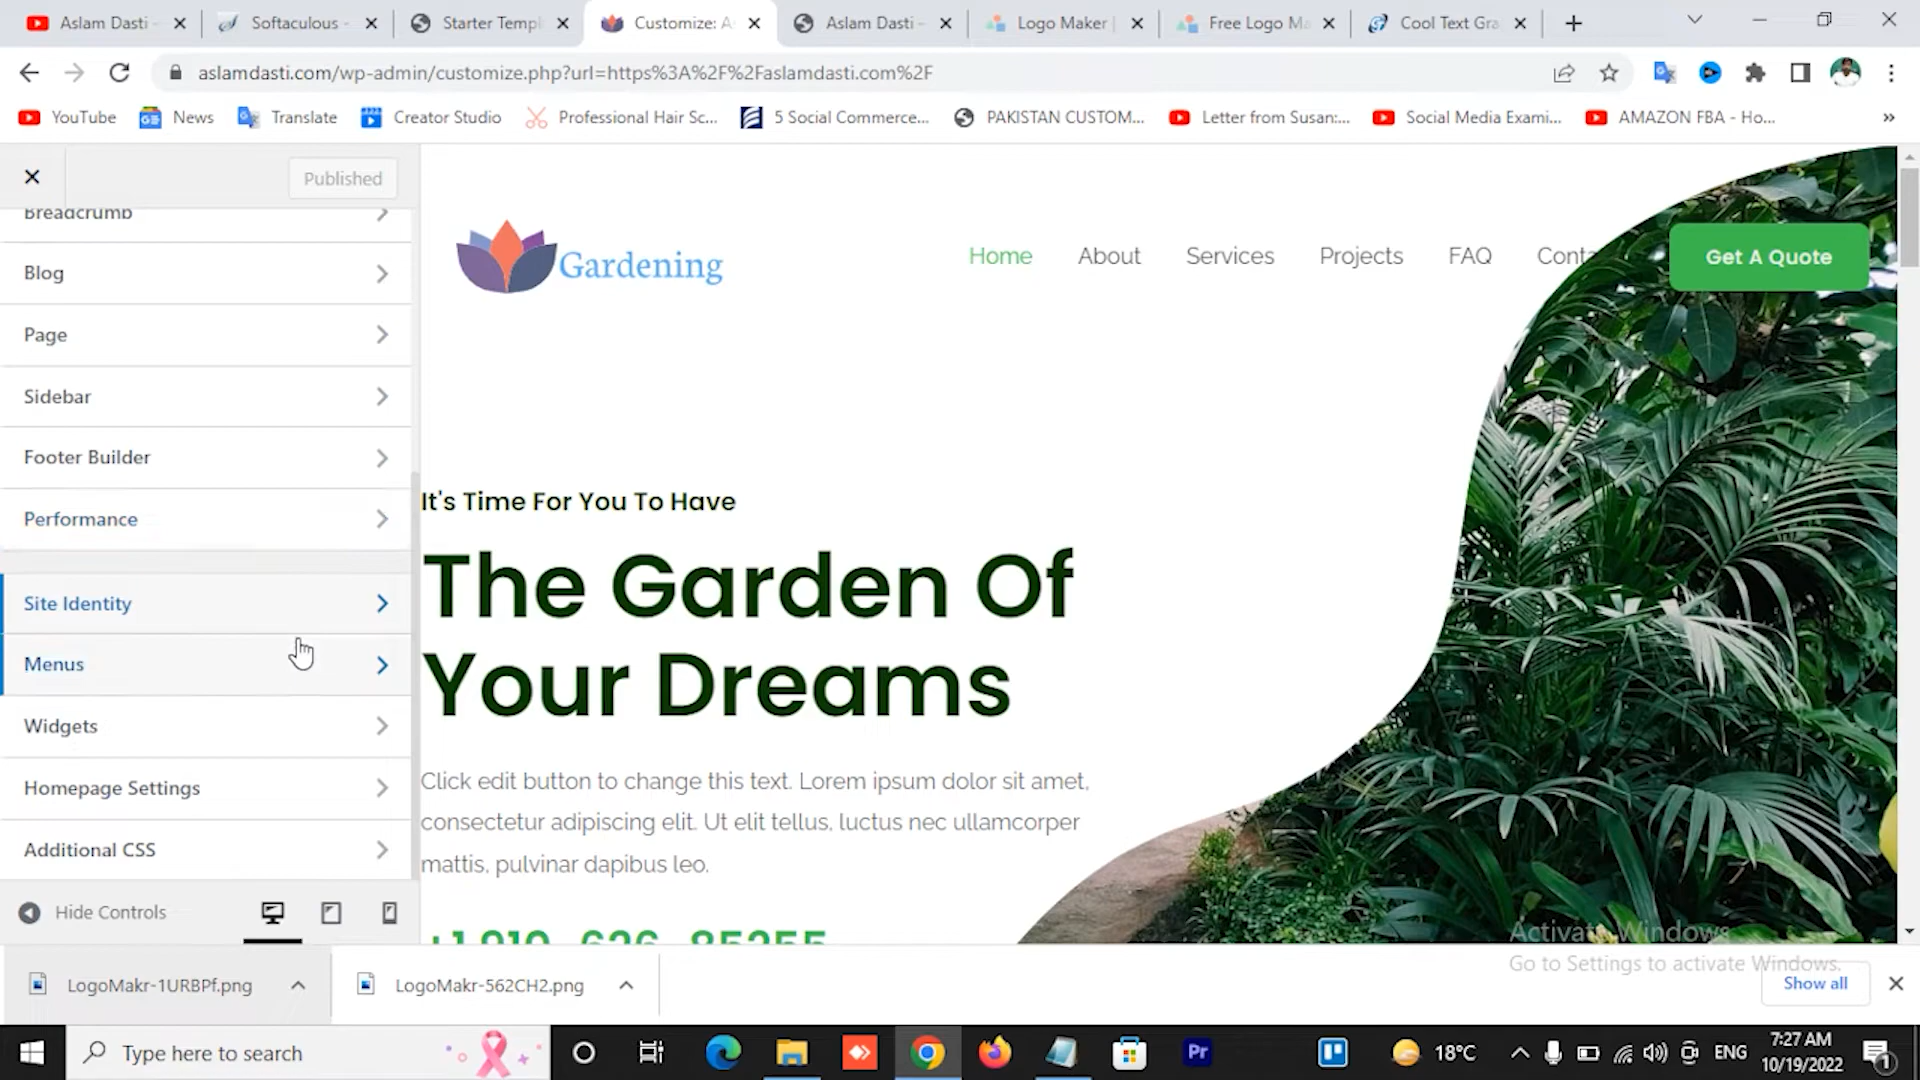 Aslam Dasti -
Softaculous -
Starter Templ
Customize: A
Aslam Dasti -
Logo Maker |
Free Logo Ma
Cool Text Gra
aslamdasti.com/wp-admin/customize.php?url=https%3A%2F%2Faslamdasti.com%2F
YouTube
News
Translate
Creator Studio
Professional Hair Sc...
5 Social Commerce...
PAKISTAN CUSTOM...
Letter from Susan:...
Social Media Exami...
AMAZON FBA - Ho...
»
Published
Breadcrumb
Blog
Page
Sidebar
Footer Builder
Performance
Site Identity
Menus
Widgets
Homepage Settings
Additional CSS
Hide Controls
Gardening
Home
About
Services
Projects
FAQ
Conta
Get A Quote
It's Time For You To Have
The Garden Of
Your Dreams
Click edit button to change this text. Lorem ipsum dolor sit amet,
consectetur adipiscing elit. Ut elit tellus, luctus nec ullamcorper
mattis, pulvinar dapibus leo.
Activate Windows
Go to Settings to activate Windows.
LogoMakr-1URBPf.png
LogoMakr-562CH2.png
Show all
Type here to search
Pr
18°C
ENG
7:27 AM
10/19/2022
1